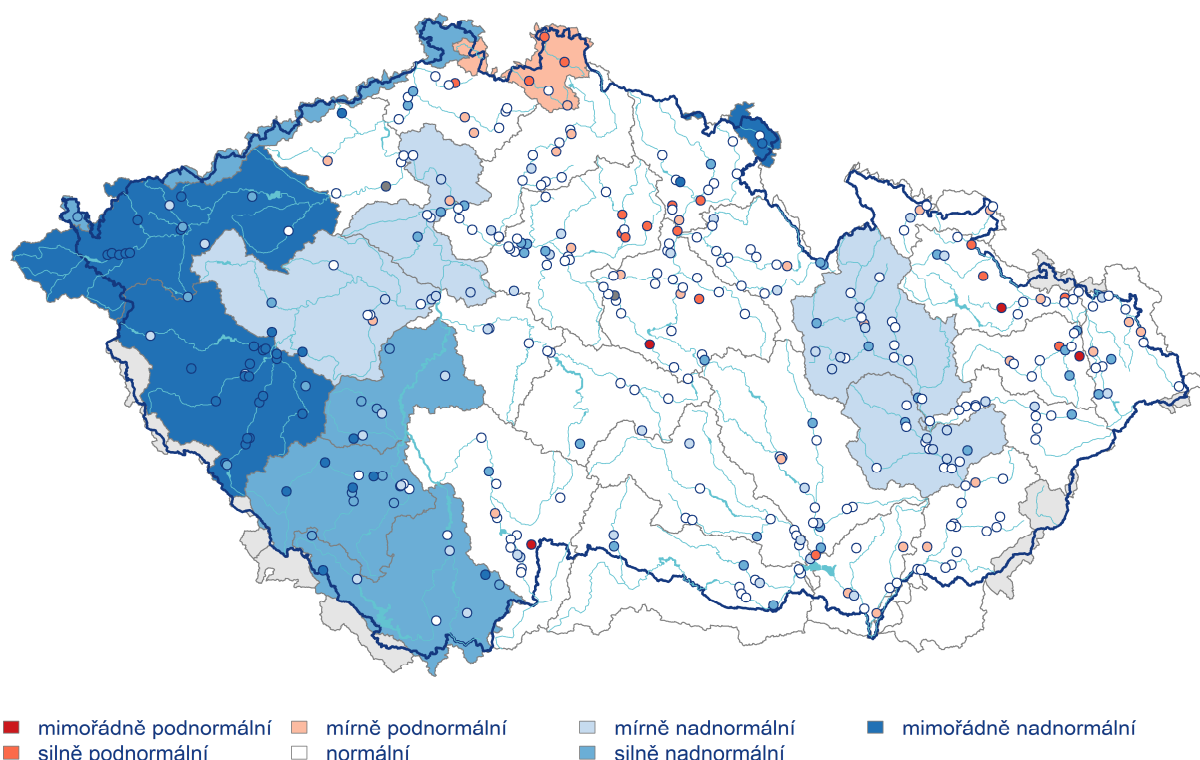 mimořádně podnormální
mírně podnormální
mírně nadnormální
mimořádně nadnormální
silně podnormální
normální
silně nadnormální